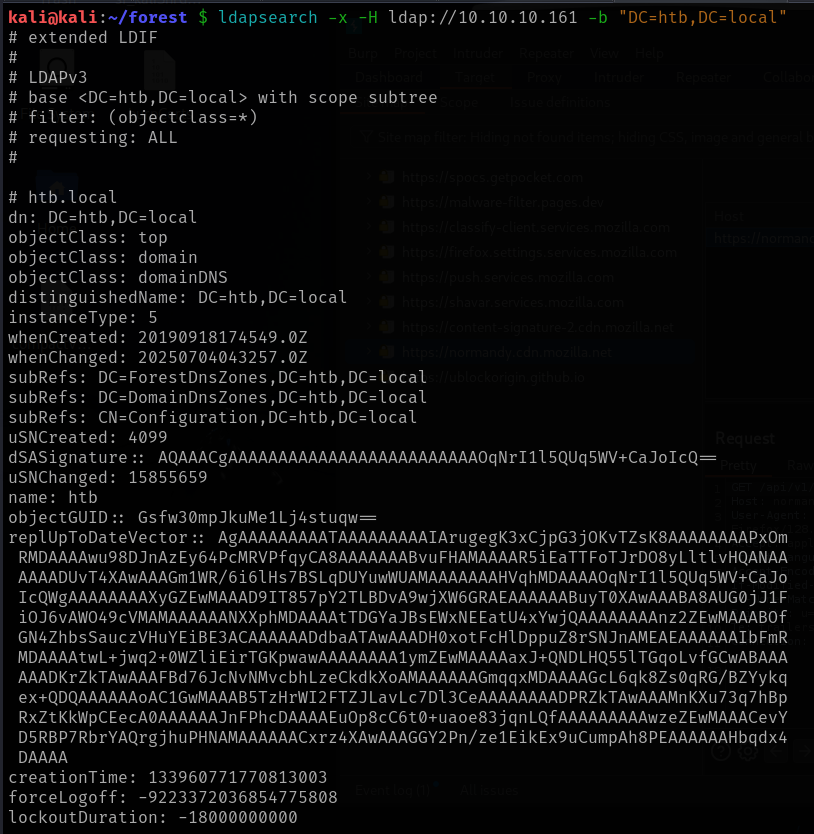 kali@kali:~/forest $ ldapsearch -x -H ldap://10.10.10.161 -b "DC=htb,DC=local"
# extended LDIF
#
# LDAPv3
# base <DC=htb,DC=local> with scope subtree
# filter: (objectclass=*)
# requesting: ALL
#
# htb.local
dn: DC=htb,DC=local
objectClass: top
objectClass: domain
objectClass: domainDNS
distinguishedName: DC=htb,DC=local
instanceType: 5
whenCreated: 20190918174549.0Z
whenChanged: 20250704043257.0Z
subRefs: DC=ForestDnsZones,DC=htb,DC=local
subRefs: DC=DomainDnsZones,DC=htb,DC=local
subRefs: CN=Configuration,DC=htb,DC=local
uSNCreated: 4099
dSASignature:: AQAAACgAAAAAAAAAAAAAAAAAAAAAAAAAOqNrI1l5QUq5WV+CaJoIcQ==
uSNChanged: 15855659
name: htb
objectGUID:: Gsfw30mpJkuMe1Lj4stuqw==
replUpToDateVector:: AgAAAAAAAAATAAAAAAAAAIArugegK3xCjpG3jOKvTZsK8AAAAAAAAPxOm
RMDAAAAwu98DJnAzEy64PcMRVPfqyCA8AAAAAAABvuFHAMAAAAR5iEaTTFoTJrDO8yLltlvHQANAA
AAAADUvT4XAwAAAGm1WR/6i6lHs7BSLqDUYuwWUAMAAAAAAAHVqhMDAAAAOqNrI1l5QUq5WV+CaJo
IcQWgAAAAAAAAXyGZEwMAAAD9IT857pY2TLBDvA9wjXW6GRAEAAAAAABuyT0XAwAAABA8AUG0jJ1F
iOJ6vAWO49cVMAMAAAAAANXXphMDAAAAtTDGYaJBsEWxNEEatU4xYwjQAAAAAAAAnz2ZEwMAAABOf
GN4ZhbsSauczVHuYEiBE3ACAAAAAADdbaATAwAAADH0xotFcHlDppuZ8rSNJnAMEAEAAAAAAIbFmR
MDAAAAtwL+jwq2+0WZliEirTGKpwawAAAAAAAA1ymZEwMAAAAaxJ+QNDLHQ55lTGqoLvfGCwABAAA
AAADKrZkTAwAAAFBd76JcNvNMvcbhLzeCkdkXoAMAAAAAAGmqqxMDAAAAGcL6qk8Zs0qRG/BZYykq
ex+QDQAAAAAAoAC1GwMAAAB5TzHrWI2FTZJLavLc7Dl3CeAAAAAAAADPRZkTAwAAAMnKXu73q7hBp
RxZtKkWpCEecA0AAAAAAJnFPhcDAAAAEuOp8cC6t0+uaoe83jqnLQfAAAAAAAAAwzeZEwMAAACevY
D5RBP7RbrYAQrgjhuPHNAMAAAAAACxrz4XAwAAAGGY2Pn/ze1EikEx9uCumpAh8PEAAAAAAHbqdx4
DAAAA
creationTime: 133960771770813003
forceLogoff: -9223372036854775808
lockoutDuration: -18000000000